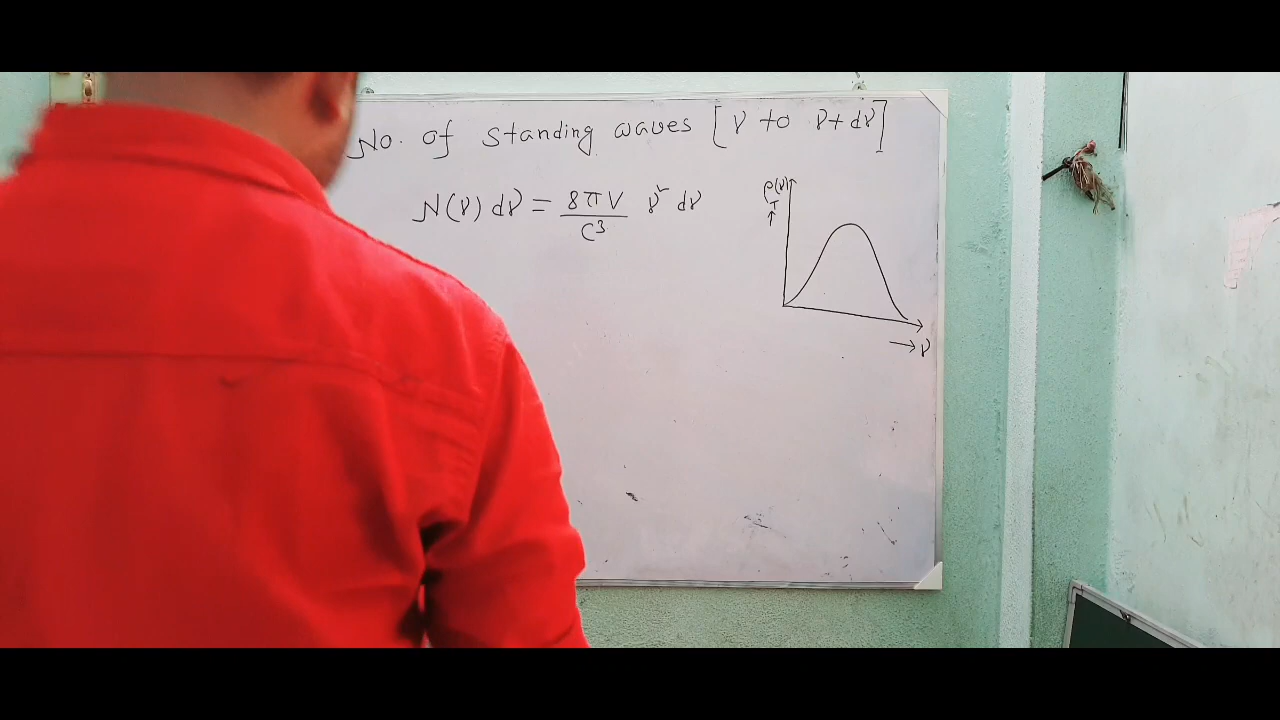 No. of standing waves [ν to ν+dν]
N(ν) dν = 8πV/C³ ν² dν
ρ(ν)
T
↑
→ ν